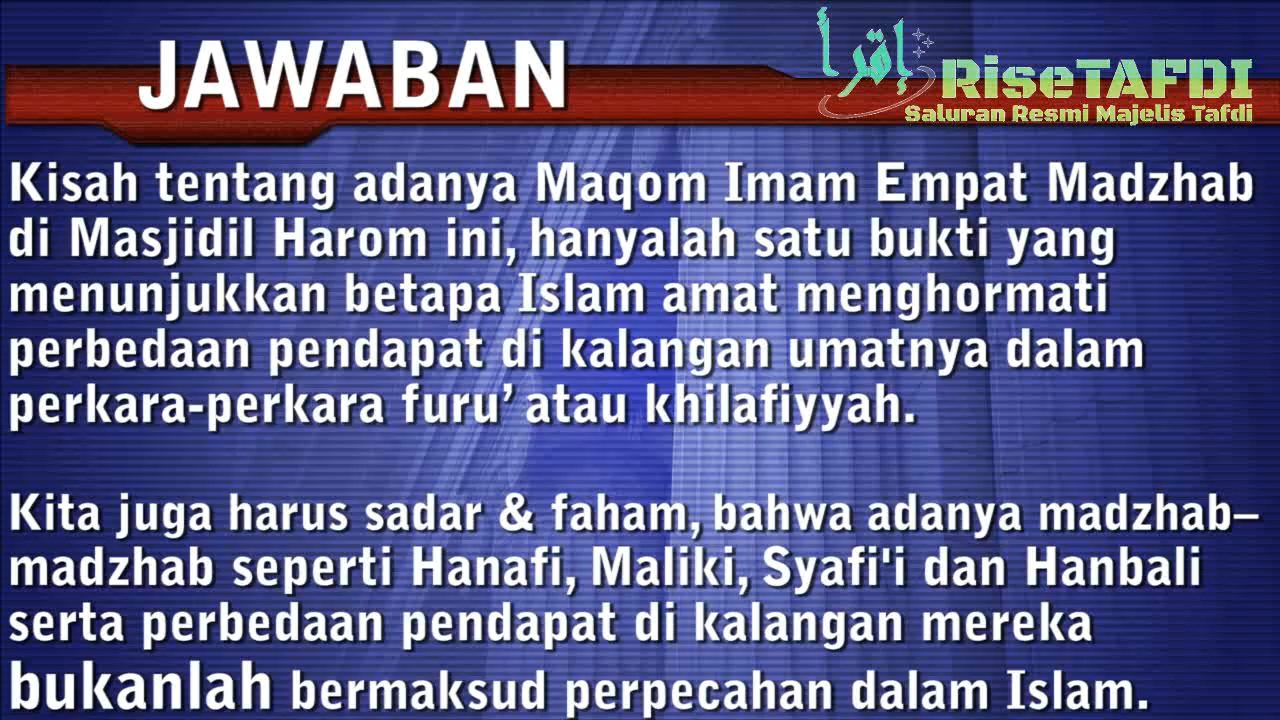 JAWABAN
إقرأ
RiseTAFDI
Saluran Resmi Majelis Tafdi
Kisah tentang adanya Maqom Imam Empat Madzhab
di Masjidil Harom ini, hanyalah satu bukti yang
menunjukkan betapa Islam amat menghormati
perbedaan pendapat di kalangan umatnya dalam
perkara-perkara furu’ atau khilafiyyah.
Kita juga harus sadar & faham, bahwa adanya madzhab–
madzhab seperti Hanafi, Maliki, Syafi'i dan Hanbali
serta perbedaan pendapat di kalangan mereka
bukanlah bermaksud perpecahan dalam Islam.